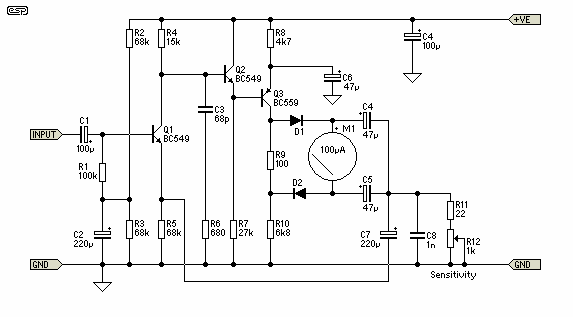 esp
+VE
R2
68k
R4
15k
R8
4k7
C4
100µ
Q2
BC549
C6
47µ
C3
68p
Q3
BC559
C1
INPUT
100µ
Q1
BC549
D1
M1
100µA
C4
47µ
R1
100k
R9
100
D2
C5
47µ
C2
220µ
R3
68k
R5
68k
R6
680
R7
27k
R10
6k8
C7
220µ
C8
1n
R11
22
R12
1k
GND
GND
Sensitivity